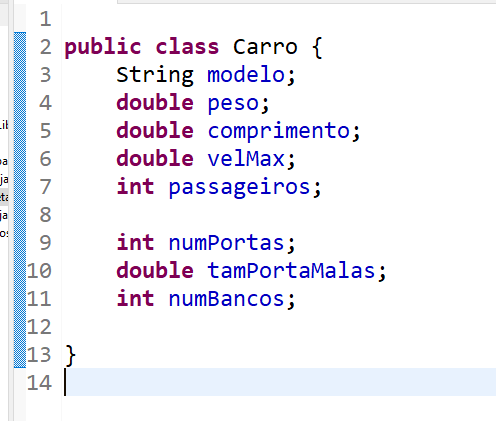 1
2 public class Carro {
3 String modelo;
4 double peso;
5 double comprimento;
6 double velMax;
7 int passageiros;
8
9 int numPortas;
10 double tamPortaMalas;
11 int numBancos;
12
13 }
14